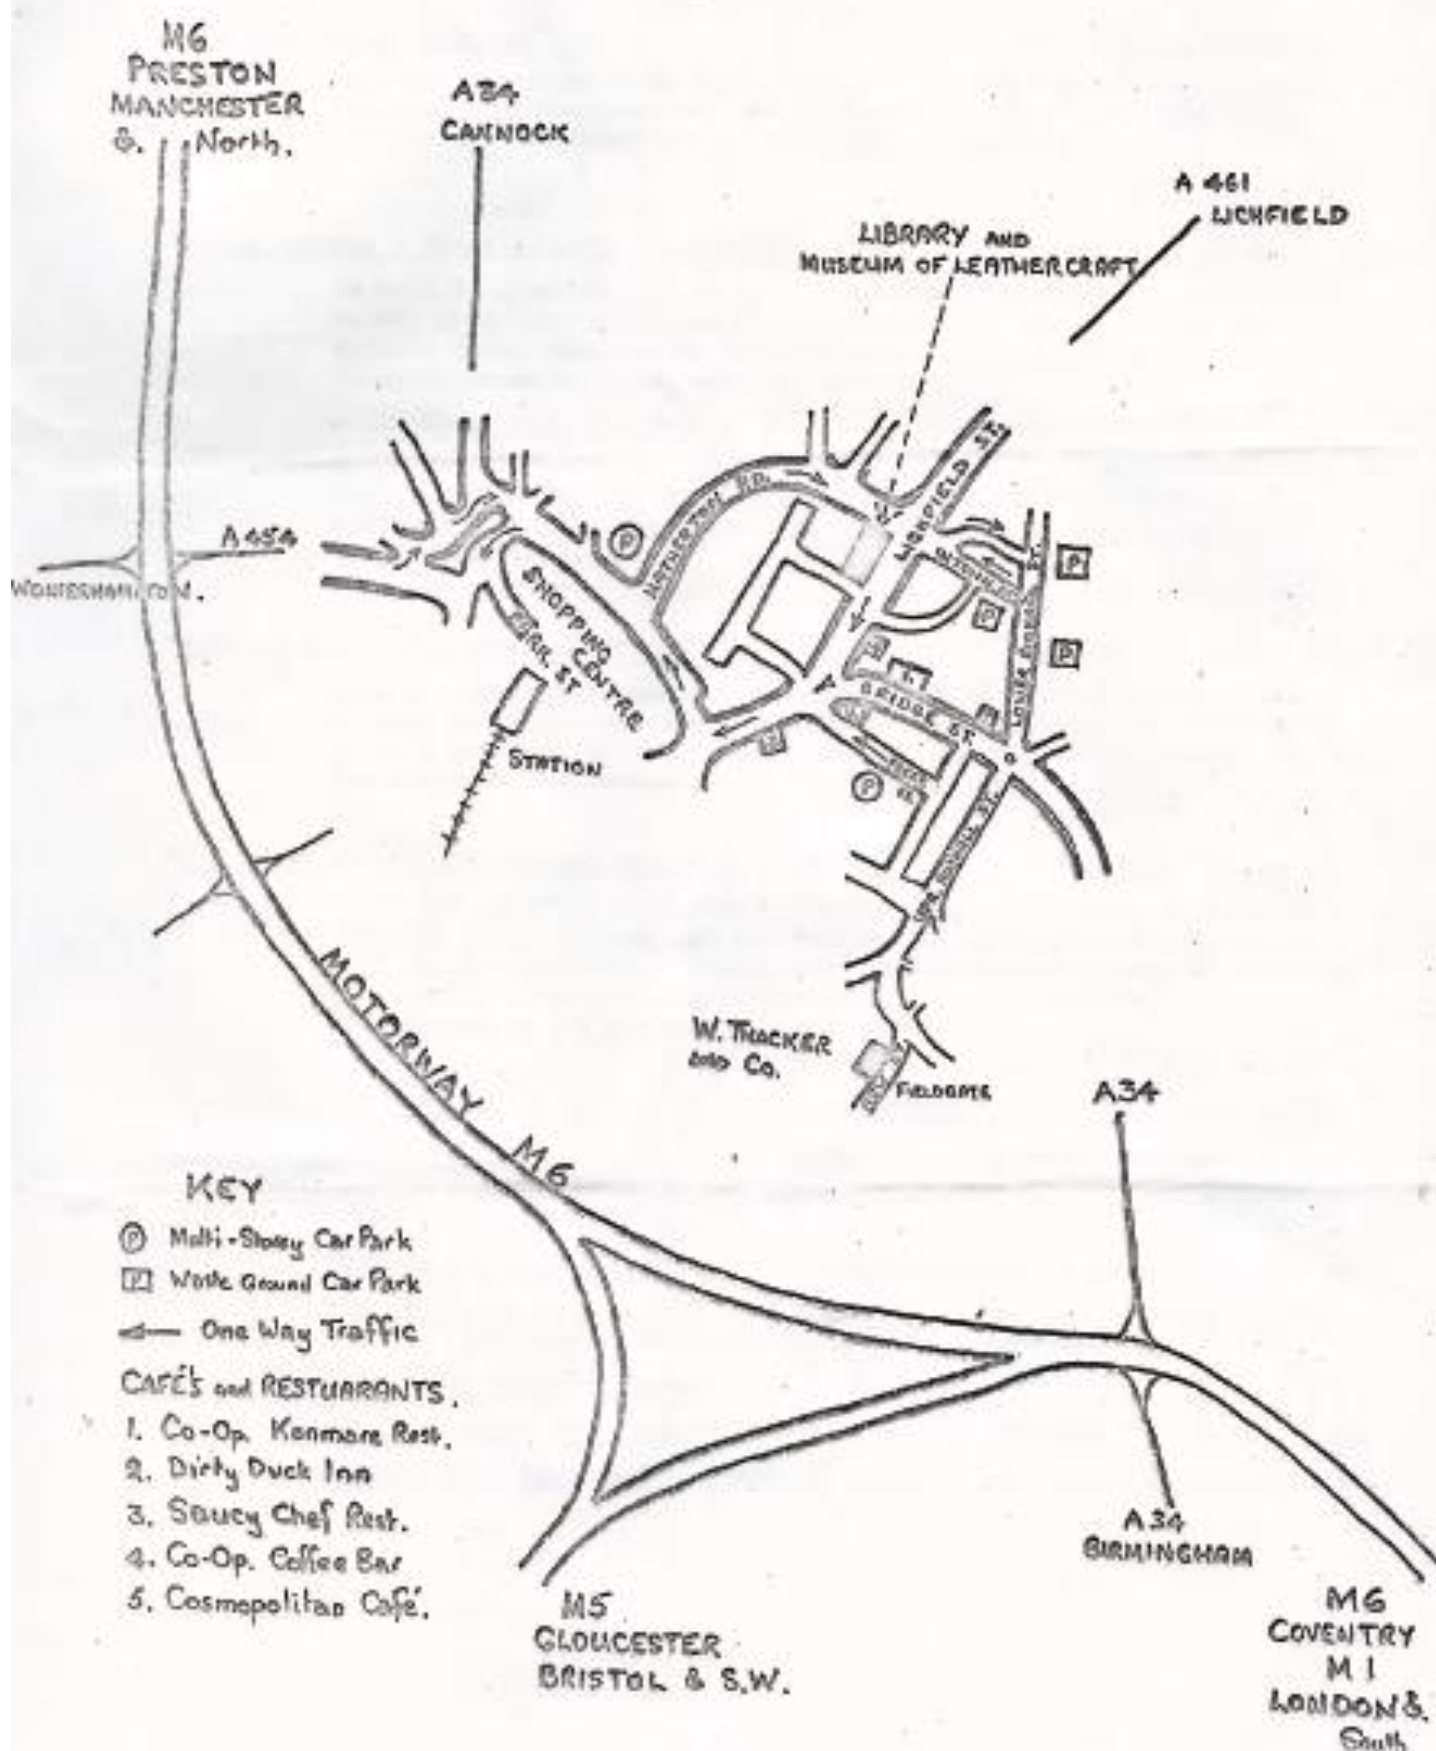 M6
PRESTON
MANCHESTER
&. North.
A34
CANNOCK
A 461
LICHFIELD
LIBRARY AND
MUSEUM OF LEATHERCRAFT
A454
LICHFIELD ST.
HATHERTON RD.
SHOPPING
CENTRE
PARK. ST
STATION
BRIDGE ST.
P
P
P
P
P
W. THACKER
AND Co.
FIELDGATE
MOTORWAY M6
A34
KEY
P Multi-Storey Car Park
P Waste Ground Car Park
One Way Traffic
CAFÉ'S and RESTUARANTS.
1. Co-Op. Kenmare Rest.
2. Dirty Duck Inn
3. Saucy Chef Rest.
4. Co-Op. Coffee Bar
5. Cosmopolitan Café.
A34
BIRMINGHAM
M5
GLOUCESTER
BRISTOL & S.W.
M6
COVENTRY
M1
LONDON &.
South